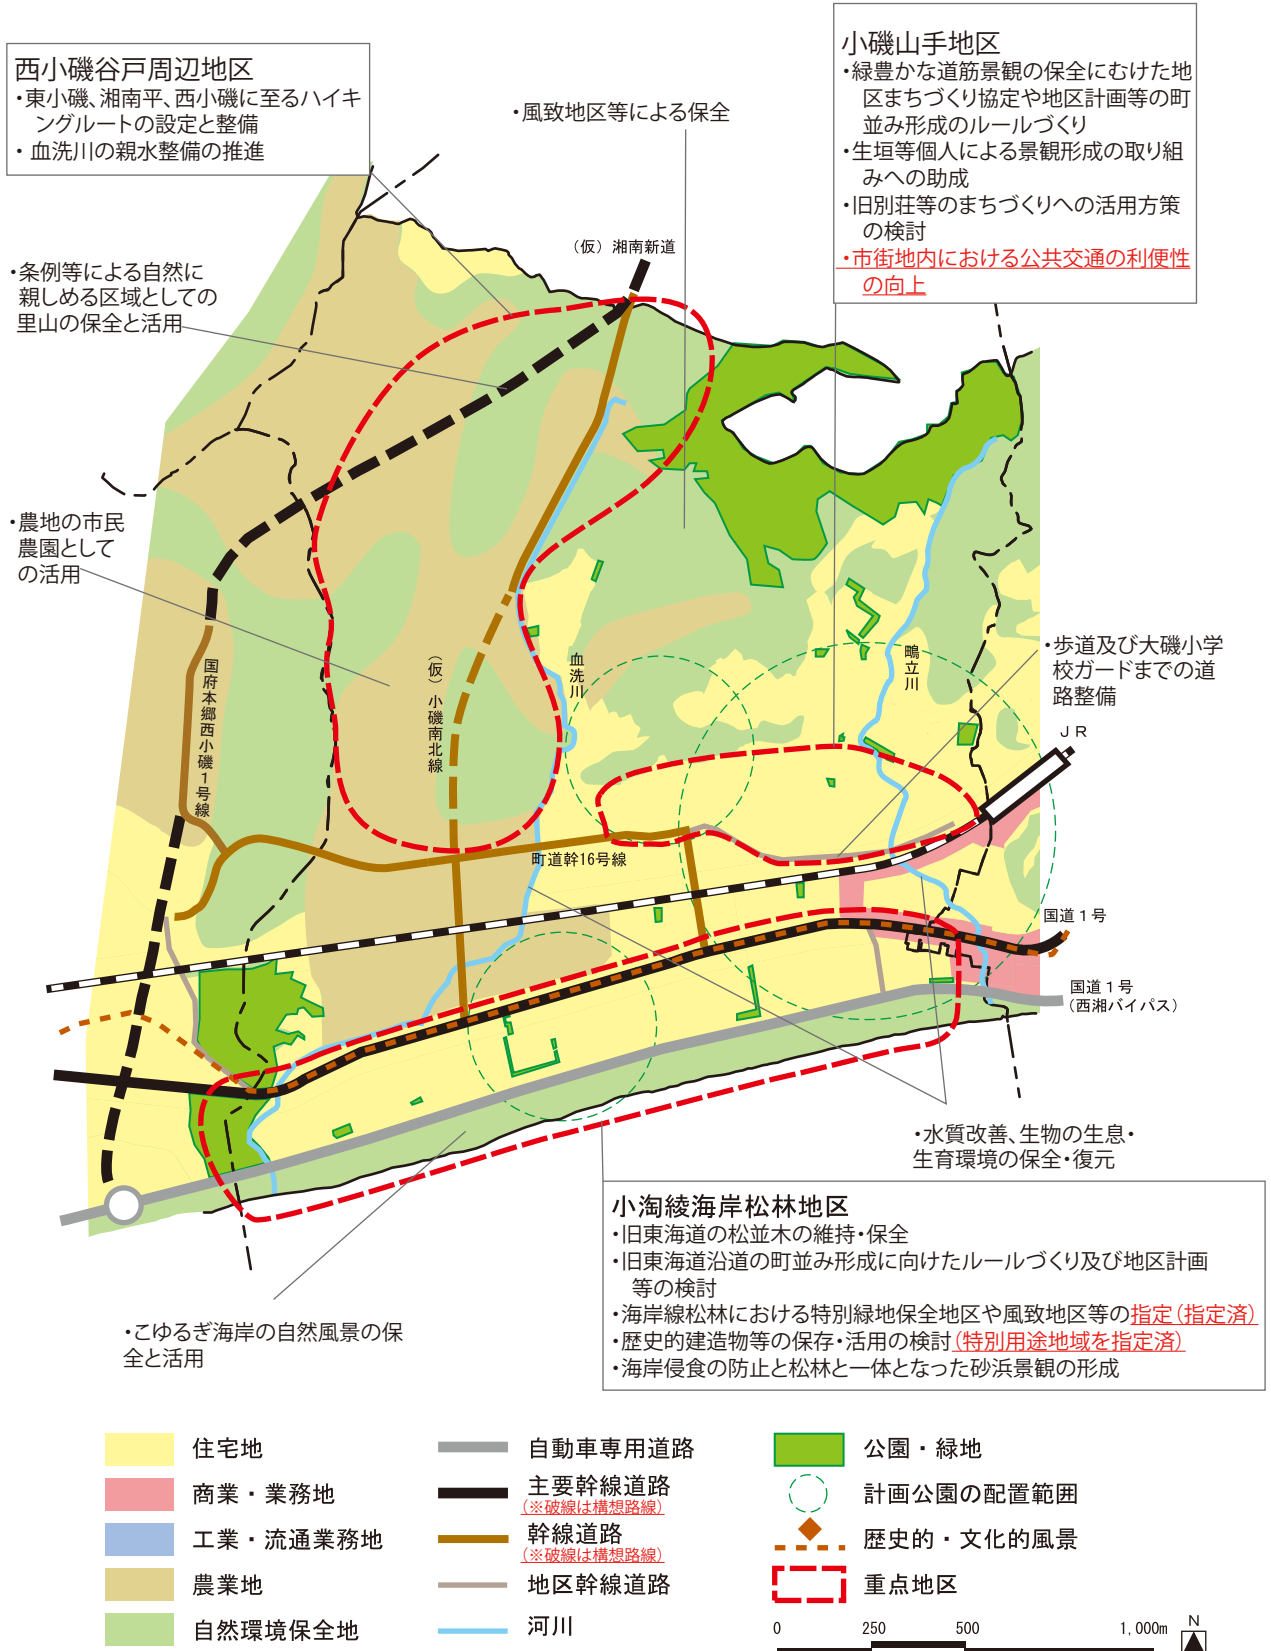 西小磯谷戸周辺地区
・東小磯、湘南平、西小磯に至るハイキ
ングルートの設定と整備
・ 血洗川の親水整備の推進
・風致地区等による保全
小磯山手地区
・緑豊かな道筋景観の保全にむけた地
区まちづくり協定や地区計画等の町
並み形成のルールづくり
・生垣等個人による景観形成の取り組
みへの助成
・旧別荘等のまちづくりへの活用方策
の検討
・市街地内における公共交通の利便性
の向上
（仮）湘南新道
・条例等による自然に
親しめる区域としての
里山の保全と活用
・農地の市民
農園として
の活用
国府本郷西小磯１号線
（仮）小磯南北線
血洗川
鴫立川
・歩道及び大磯小学
校ガードまでの道
路整備
ＪＲ
町道幹16号線
国道１号
国道１号
（西湘バイパス）
・水質改善、生物の生息・
生育環境の保全・復元
小淘綾海岸松林地区
・旧東海道の松並木の維持・保全
・旧東海道沿道の町並み形成に向けたルールづくり及び地区計画
等の検討
・海岸線松林における特別緑地保全地区や風致地区等の指定（指定済）
・歴史的建造物等の保存・活用の検討（特別用途地域を指定済）
・海岸侵食の防止と松林と一体となった砂浜景観の形成
・こゆるぎ海岸の自然風景の保
全と活用
住宅地
商業・業務地
工業・流通業務地
農業地
自然環境保全地
自動車専用道路
主要幹線道路
（※破線は構想路線）
幹線道路
（※破線は構想路線）
地区幹線道路
河川
公園・緑地
計画公園の配置範囲
歴史的・文化的風景
重点地区
0 250 500 1,000m
N